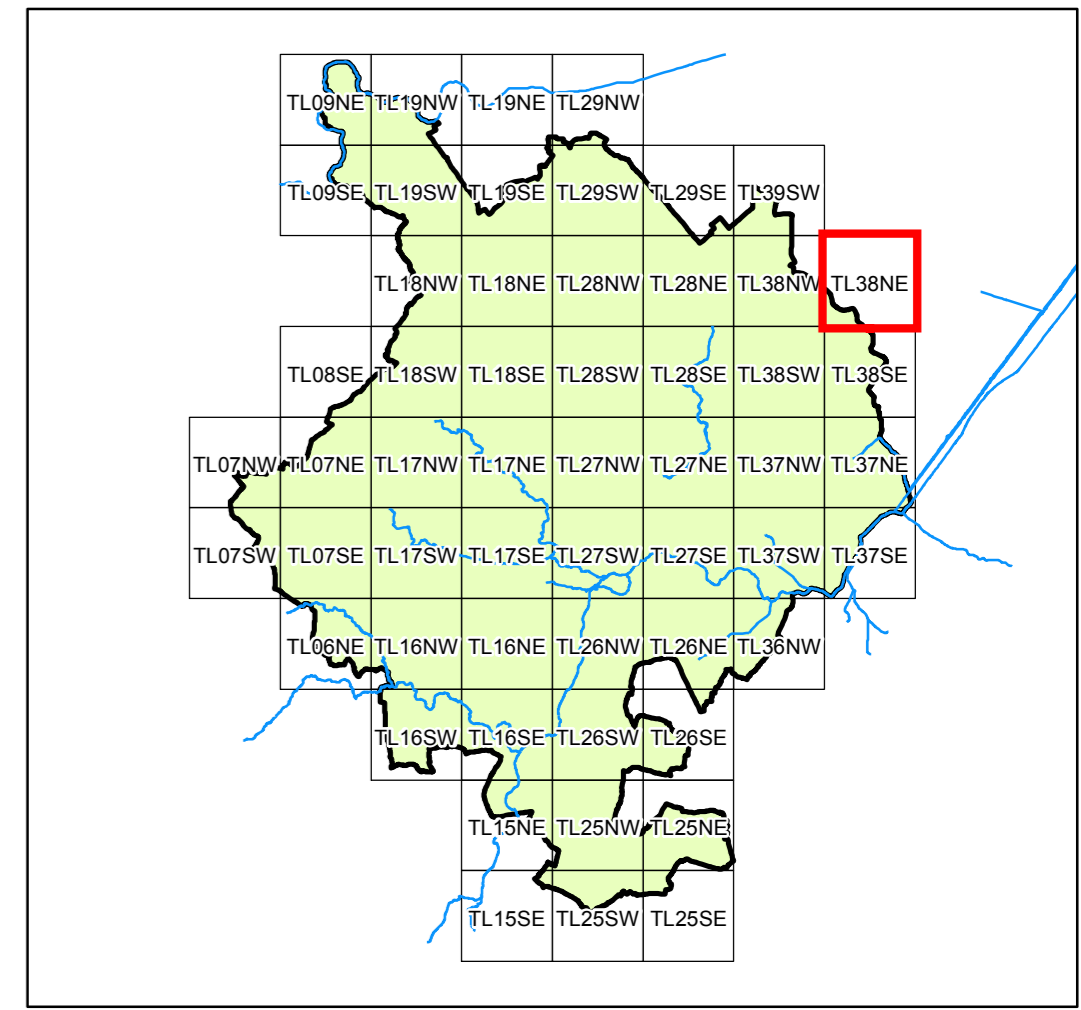 TL09NE TL19NW TL19NE TL29NW
TL09SE TL19SW TL19SE TL29SW TL29SE TL39SW
TL18NW TL18NE TL28NW TL28NE TL38NW TL38NE
TL08SE TL18SW TL18SE TL28SW TL28SE TL38SW TL38SE
TL07NW TL07NE TL17NW TL17NE TL27NW TL27NE TL37NW TL37NE
TL07SW TL07SE TL17SW TL17SE TL27SW TL27SE TL37SW TL37SE
TL06NE TL16NW TL16NE TL26NW TL26NE TL36NW
TL16SW TL16SE TL26SW TL26SE
TL15NE TL25NW TL25NE
TL15SE TL25SW TL25SE